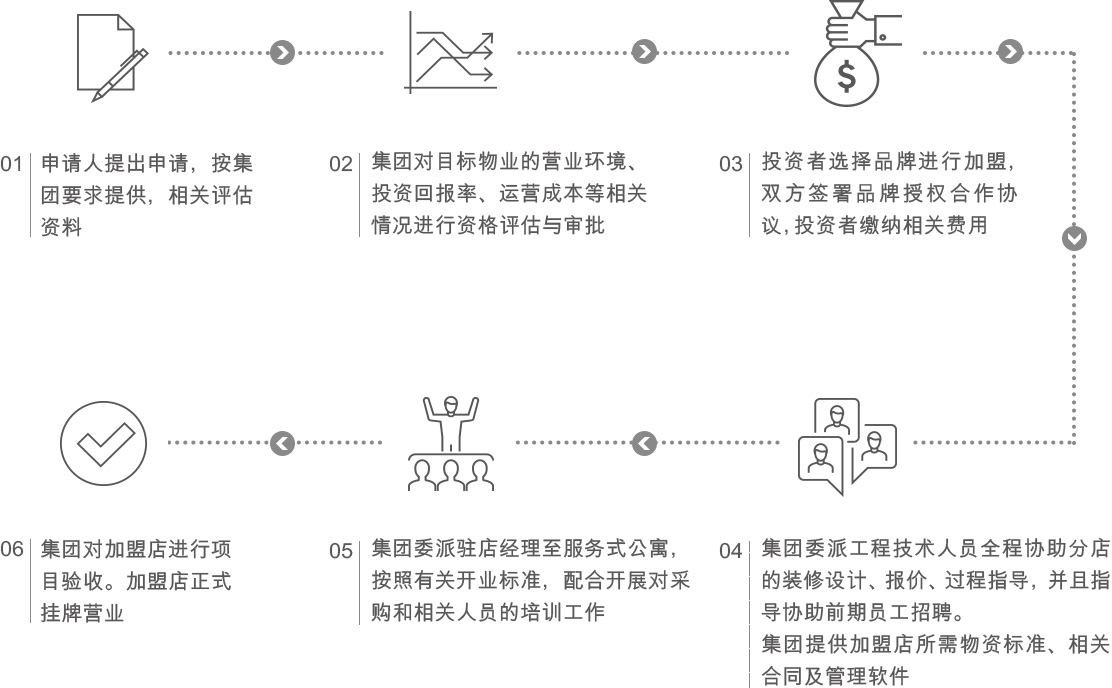 01
申请人提出申请，按集
团要求提供，相关评估
资料
02
集团对目标物业的营业环境、
投资回报率、运营成本等相关
情况进行资格评估与审批
$
03
投资者选择品牌进行加盟，
双方签署品牌授权合作协
议，投资者缴纳相关费用
04
集团委派工程技术人员全程协助分店
的装修设计、报价、过程指导，并且指
导协助前期员工招聘。
集团提供加盟店所需物资标准、相关
合同及管理软件
05
集团委派驻店经理至服务式公寓，
按照有关开业标准，配合开展对采
购和相关人员的培训工作
06
集团对加盟店进行项
目验收。加盟店正式
挂牌营业